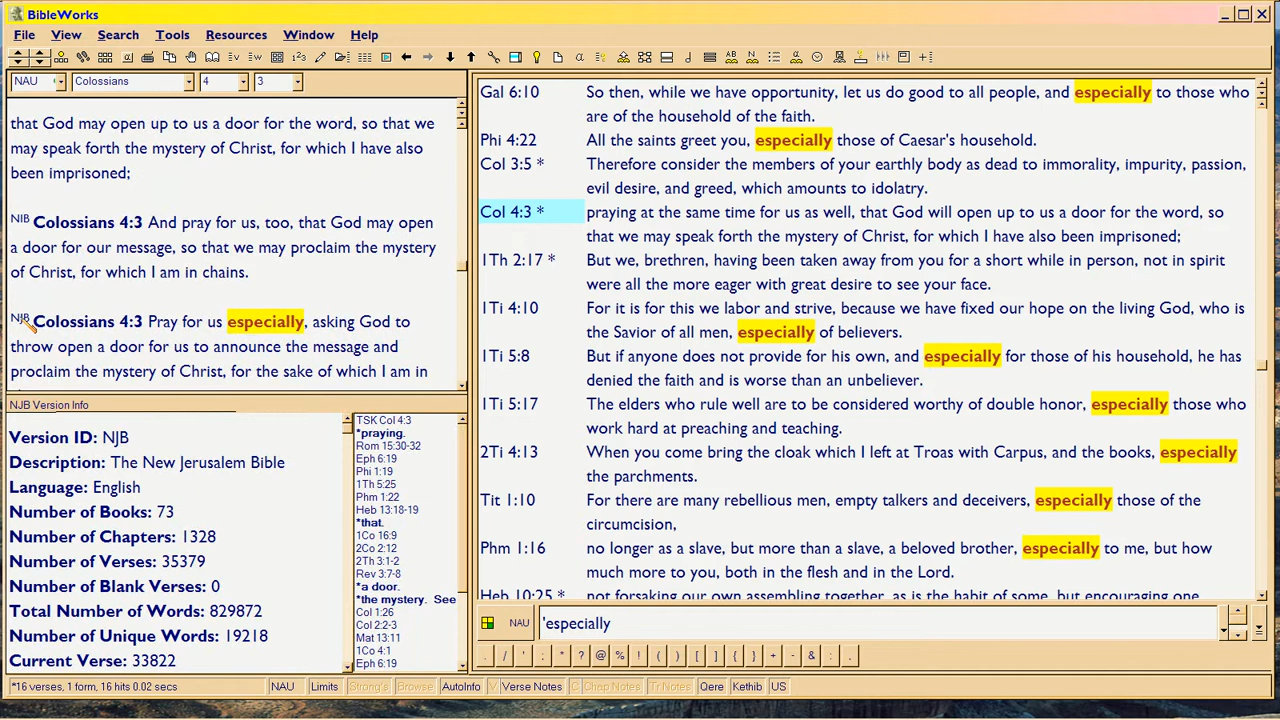 BibleWorks
File View Search Tools Resources Window Help
NAU Colossians 4 3
that God may open up to us a door for the word, so that we
may speak forth the mystery of Christ, for which I have also
been imprisoned;
NIB Colossians 4:3 And pray for us, too, that God may open
a door for our message, so that we may proclaim the mystery
of Christ, for which I am in chains.
NJB Colossians 4:3 Pray for us especially, asking God to
throw open a door for us to announce the message and
proclaim the mystery of Christ, for the sake of which I am in
NJB Version Info
Version ID: NJB
Description: The New Jerusalem Bible
Language: English
Number of Books: 73
Number of Chapters: 1328
Number of Verses: 35379
Number of Blank Verses: 0
Total Number of Words: 829872
Number of Unique Words: 19218
Current Verse: 33822
TSK Col 4:3
*praying.
Rom 15:30-32
Eph 6:19
Phi 1:19
1Th 5:25
Phm 1:22
Heb 13:18-19
*that.
1Co 16:9
2Co 2:12
2Th 3:1-2
Rev 3:7-8
*a door.
*the mystery. See
Col 1:26
Col 2:2-3
Mat 13:11
1Co 4:1
Eph 6:19
Gal 6:10 So then, while we have opportunity, let us do good to all people, and especially to those who
are of the household of the faith.
Phi 4:22 All the saints greet you, especially those of Caesar's household.
Col 3:5 * Therefore consider the members of your earthly body as dead to immorality, impurity, passion,
evil desire, and greed, which amounts to idolatry.
Col 4:3 * praying at the same time for us as well, that God will open up to us a door for the word, so
that we may speak forth the mystery of Christ, for which I have also been imprisoned;
1Th 2:17 * But we, brethren, having been taken away from you for a short while in person, not in spirit
were all the more eager with great desire to see your face.
1Ti 4:10 For it is for this we labor and strive, because we have fixed our hope on the living God, who is
the Savior of all men, especially of believers.
1Ti 5:8 But if anyone does not provide for his own, and especially for those of his household, he has
denied the faith and is worse than an unbeliever.
1Ti 5:17 The elders who rule well are to be considered worthy of double honor, especially those who
work hard at preaching and teaching.
2Ti 4:13 When you come bring the cloak which I left at Troas with Carpus, and the books, especially
the parchments.
Tit 1:10 For there are many rebellious men, empty talkers and deceivers, especially those of the
circumcision,
Phm 1:16 no longer as a slave, but more than a slave, a beloved brother, especially to me, but how
much more to you, both in the flesh and in the Lord.
Heb 10:25 * not forsaking our own assembling together, as is the habit of some, but encouraging one
NAU 'especially
. / ' ; * ? @ % ! ( ) [ ] { } + - & : .
*16 verses, 1 form, 16 hits 0.02 secs NAU Limits Strong's Browse AutoInfo V Verse Notes C Chap Notes Tr Notes Qere Kethib US